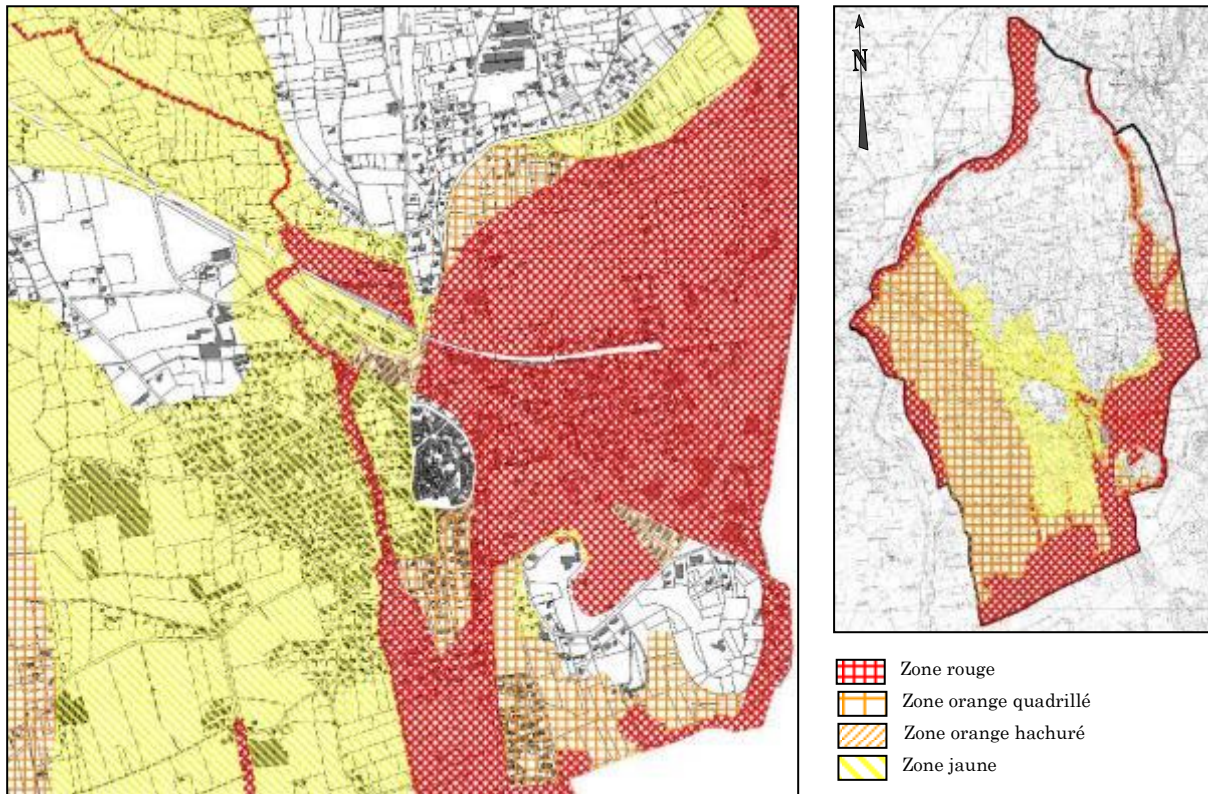 N
Zone rouge
Zone orange quadrillé
Zone orange hachuré
Zone jaune